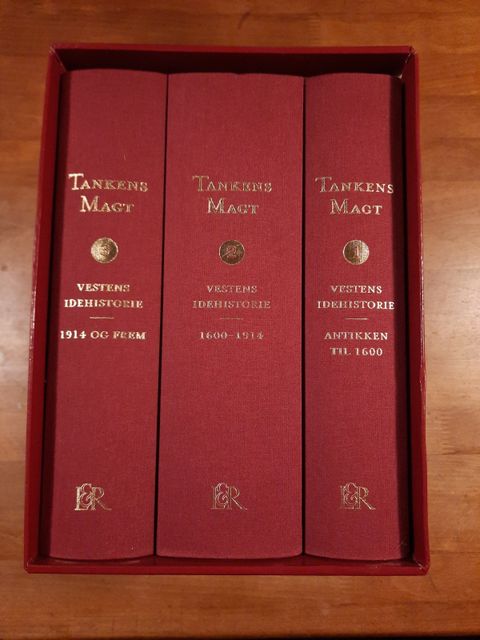 TANKENS
MAGT
3
VESTENS
IDEHISTORIE
1914 OG FREM
L&R
TANKENS
MAGT
2
VESTENS
IDEHISTORIE
1600–1914
L&R
TANKENS
MAGT
1
VESTENS
IDEHISTORIE
ANTIKKEN
TIL 1600
L&R